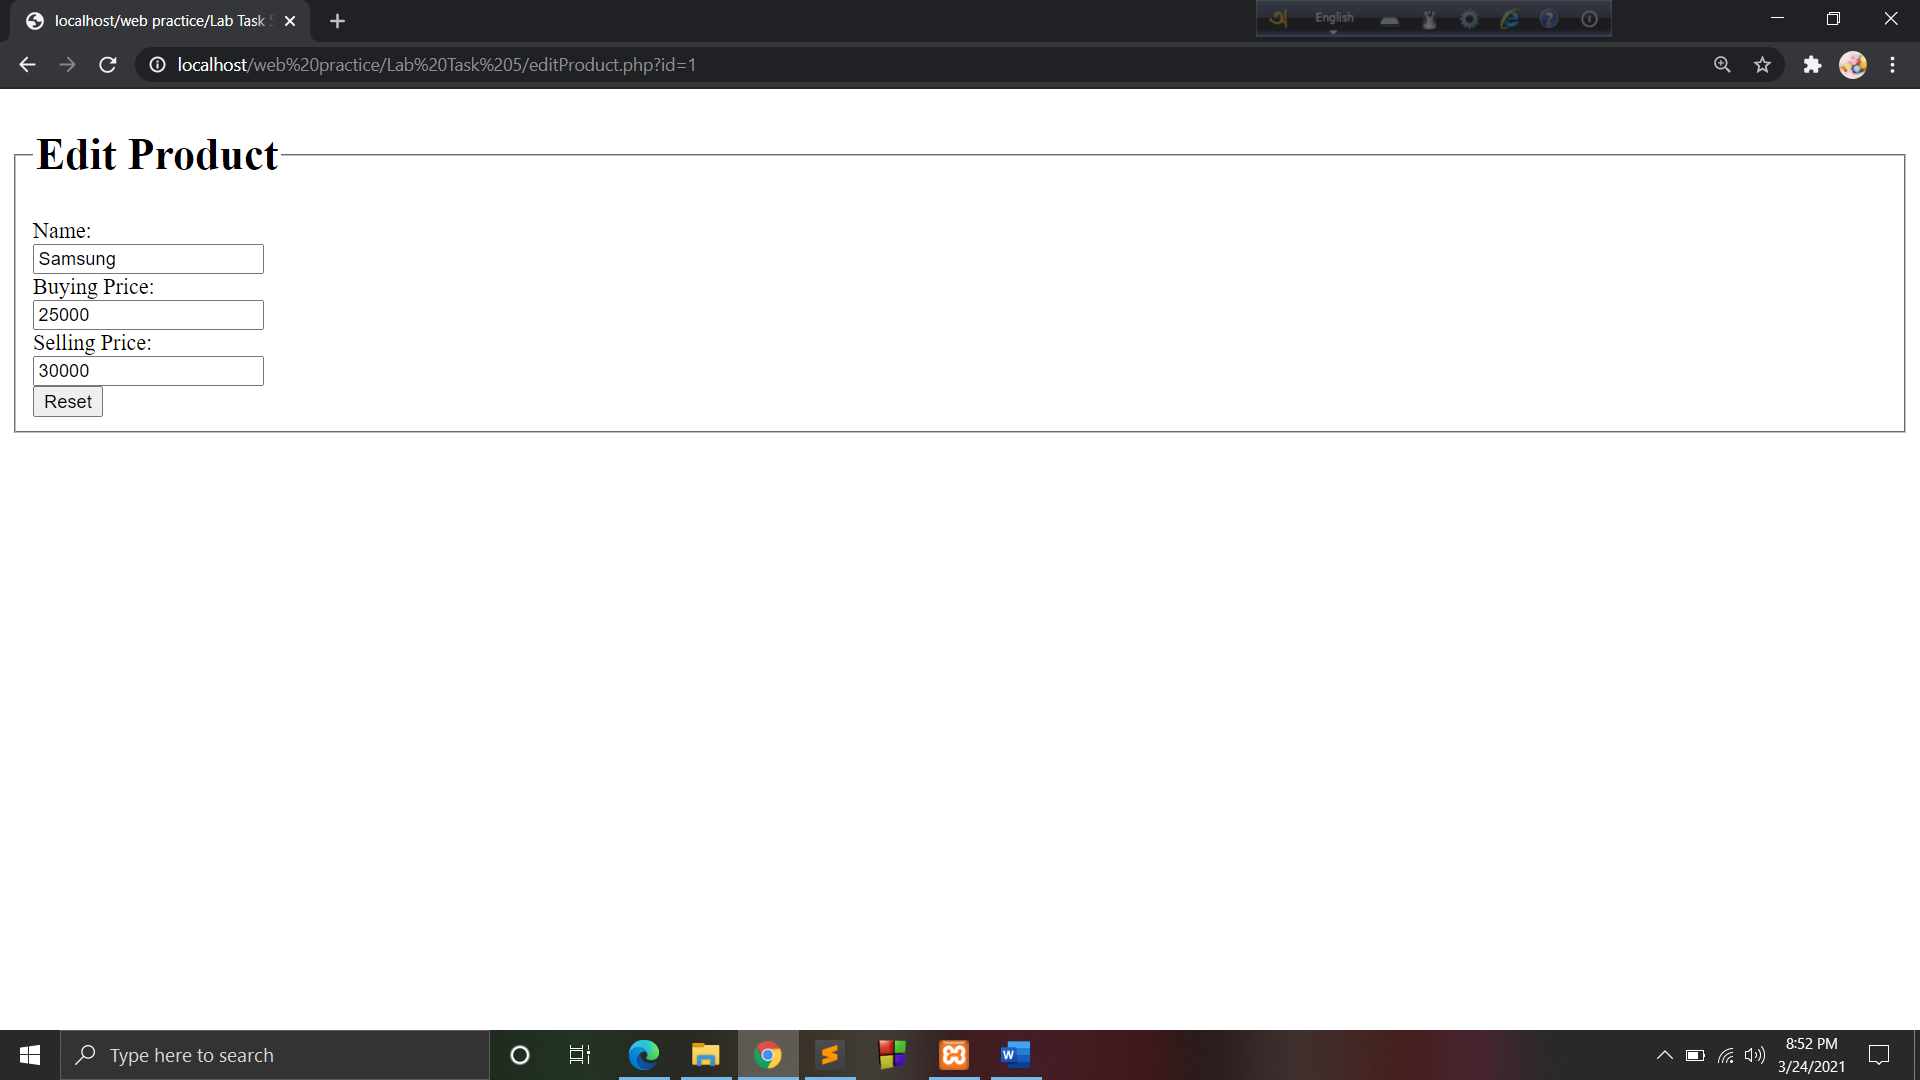 localhost/web practice/Lab Task 5
অ English
localhost/web%20practice/Lab%20Task%205/editProduct.php?id=1
Edit Product
Name:
Samsung
Buying Price:
25000
Selling Price:
30000
Reset
Type here to search
8:52 PM
3/24/2021